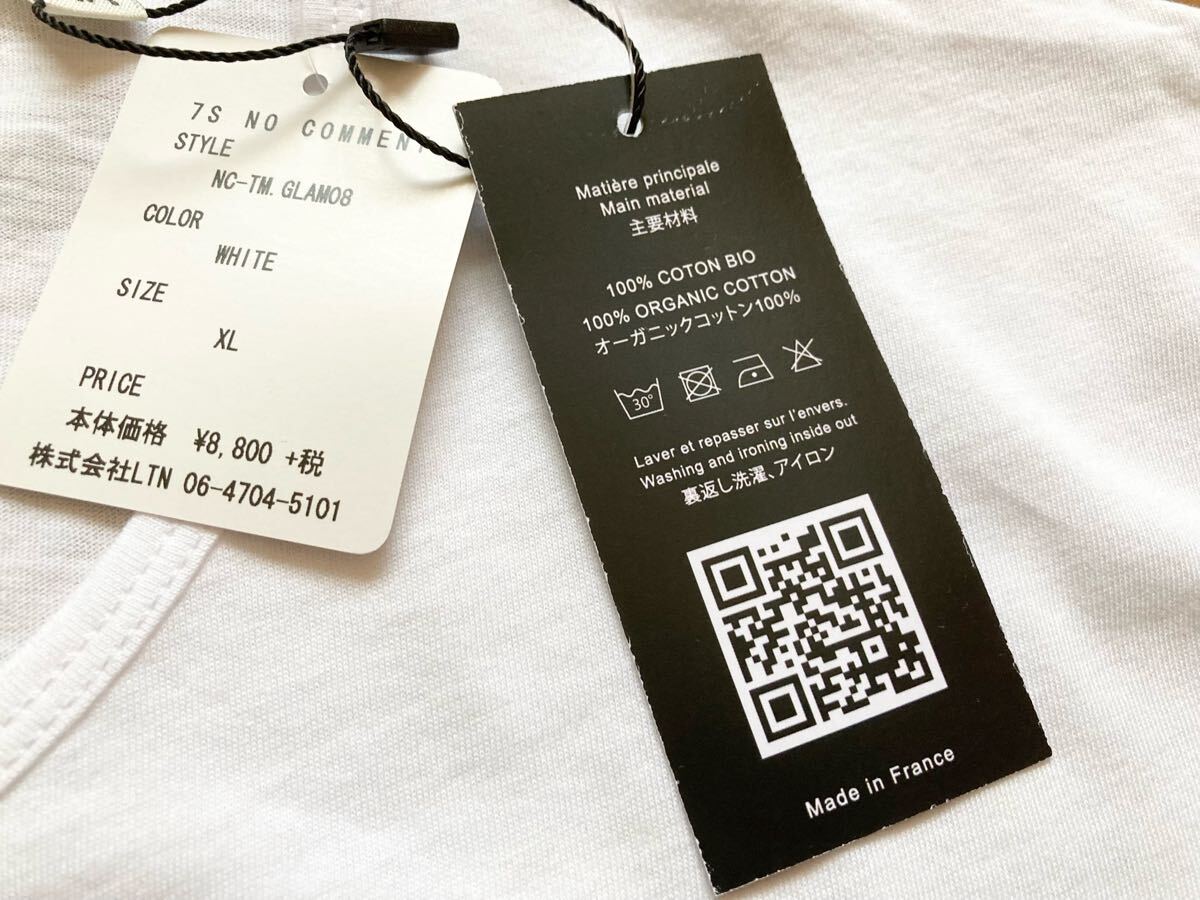 7S NO COMMENT
STYLE
NC-TM.GLAM08
COLOR
WHITE
SIZE
XL
PRICE
本体価格 ¥8,800 +税
株式会社LTN 06-4704-5101
Matière principale
Main material
主要材料
100% COTON BIO
100% ORGANIC COTTON
オーガニックコットン100%
30°
Laver et repasser sur l'envers.
Washing and ironing inside out
裏返し洗濯、アイロン
Made in France